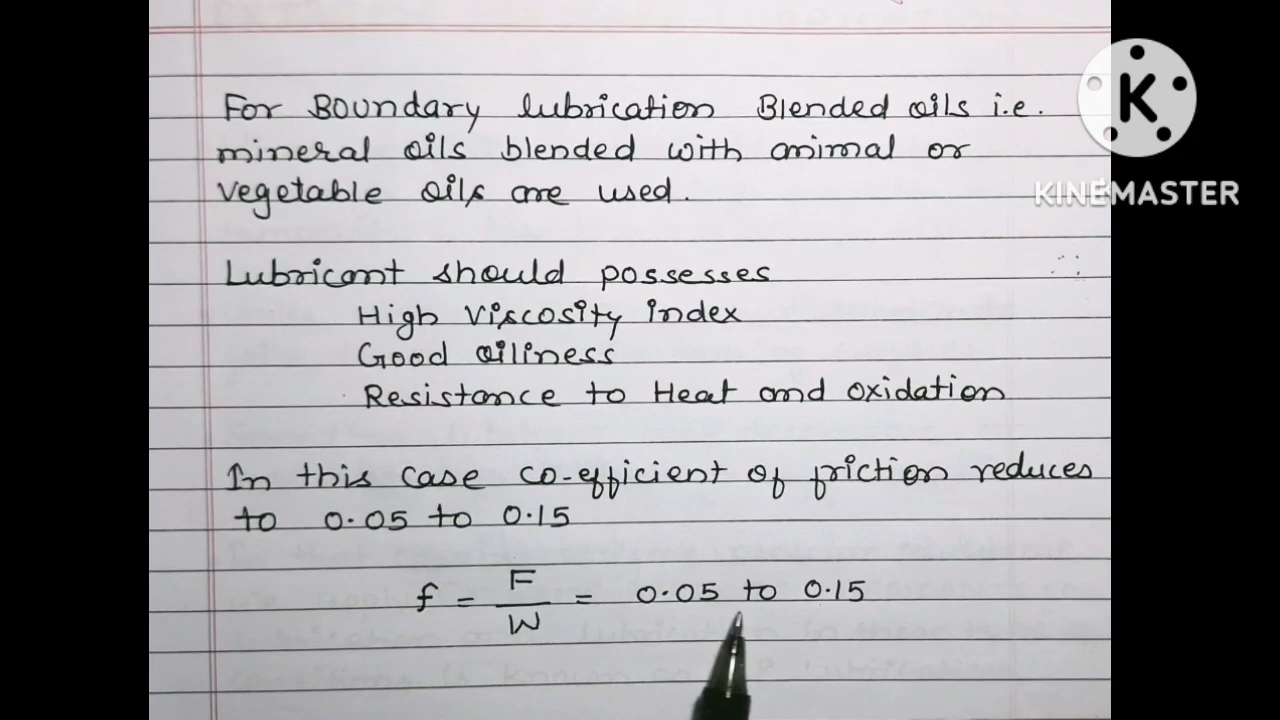 For Boundary lubrication Blended oils i.e.
mineral oils blended with animal or
vegetable oils are used.
Lubricant should possesses
High Viscosity index
Good oiliness
Resistance to Heat and oxidation
In this case co-efficient of friction reduces
to 0.05 to 0.15
f = F/W = 0.05 to 0.15
K
KINEMASTER